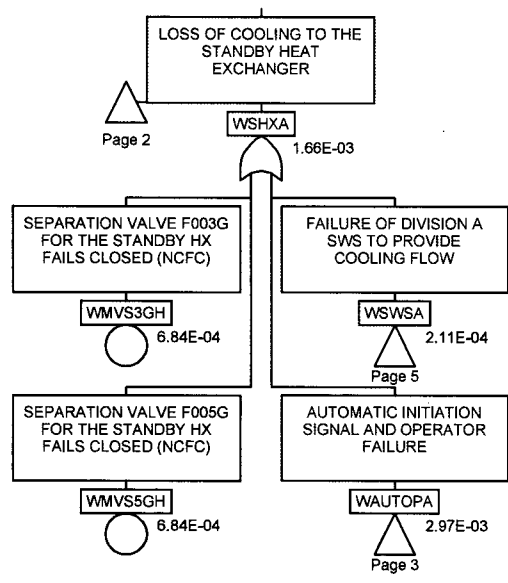 LOSS OF COOLING TO THE
STANDBY HEAT
EXCHANGER
Page 2
WSHXA
1.66E-03
SEPARATION VALVE F003G
FOR THE STANDBY HX
FAILS CLOSED (NCFC)
WMVS3GH
6.84E-04
FAILURE OF DIVISION A
SWS TO PROVIDE
COOLING FLOW
WSWSA
2.11E-04
Page 5
SEPARATION VALVE F005G
FOR THE STANDBY HX
FAILS CLOSED (NCFC)
WMVS5GH
6.84E-04
AUTOMATIC INITIATION
SIGNAL AND OPERATOR
FAILURE
WAUTOPA
2.97E-03
Page 3